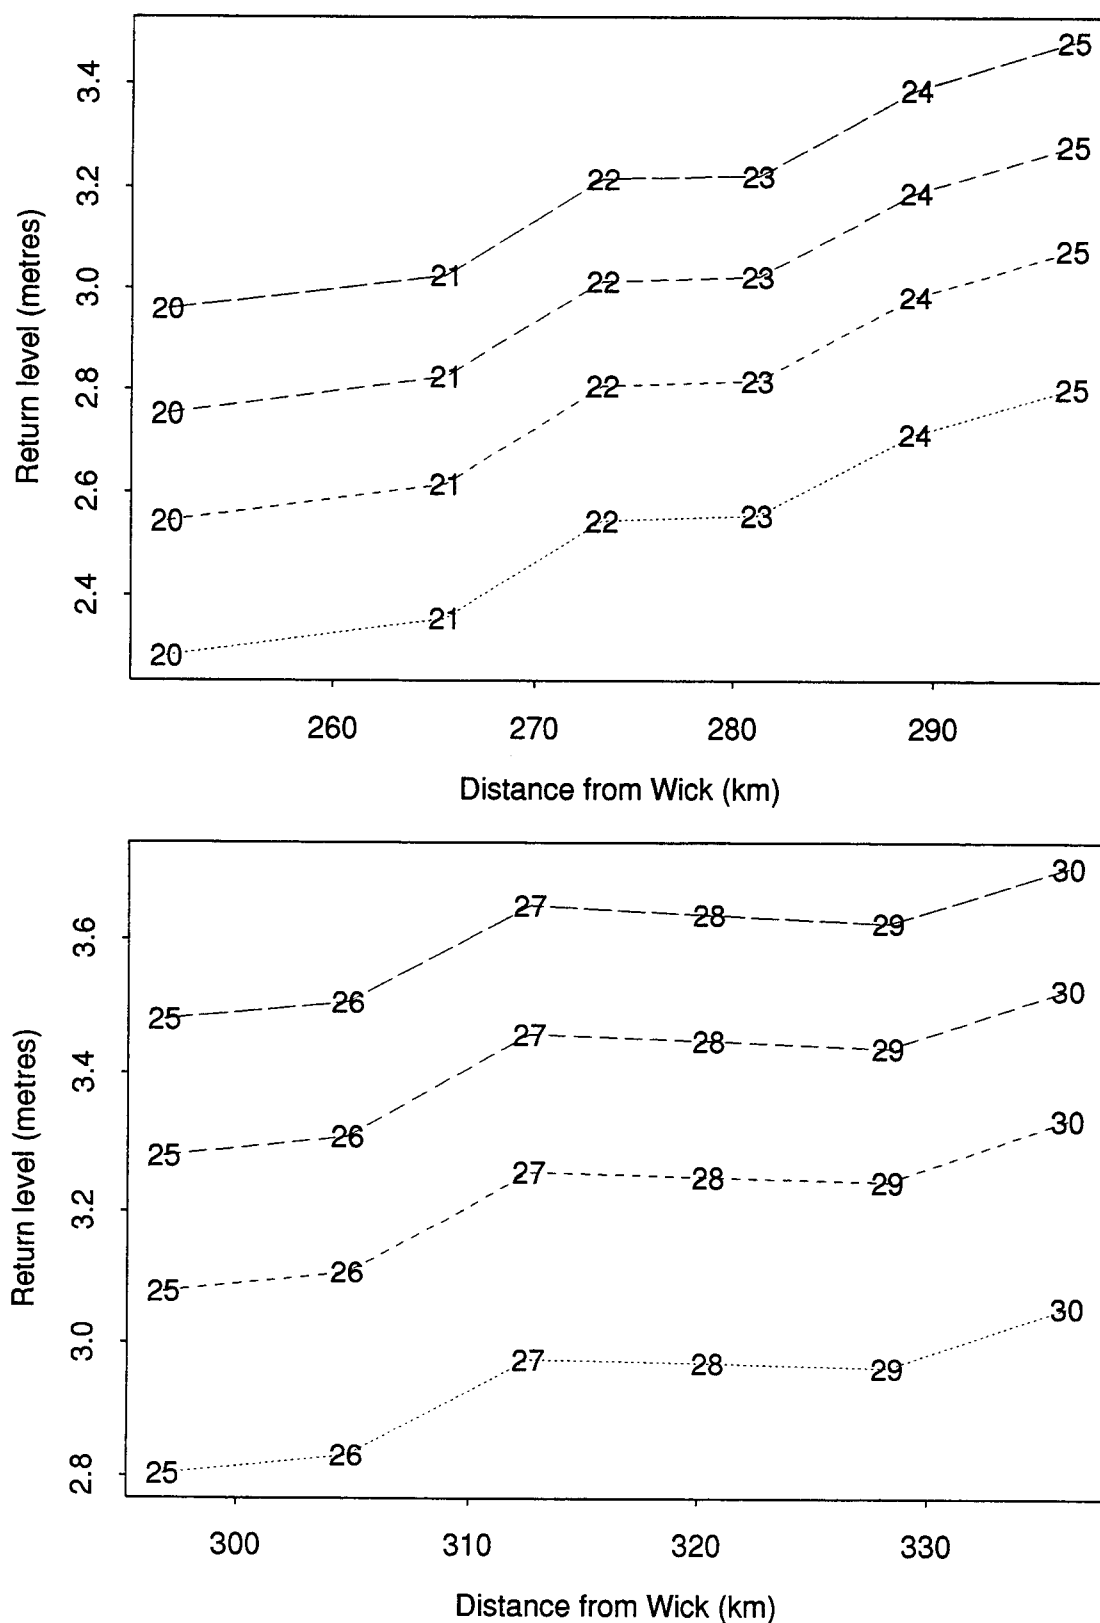 3.4
3.2
3.0
2.8
2.6
2.4
Return level (metres)
20 21 22 23 24 25
20 21 22 23 24 25
20 21 22 23 24 25
20 21 22 23 24 25
260 270 280 290
Distance from Wick (km)
3.6
3.4
3.2
3.0
2.8
Return level (metres)
25 26 27 28 29 30
25 26 27 28 29 30
25 26 27 28 29 30
25 26 27 28 29 30
300 310 320 330
Distance from Wick (km)